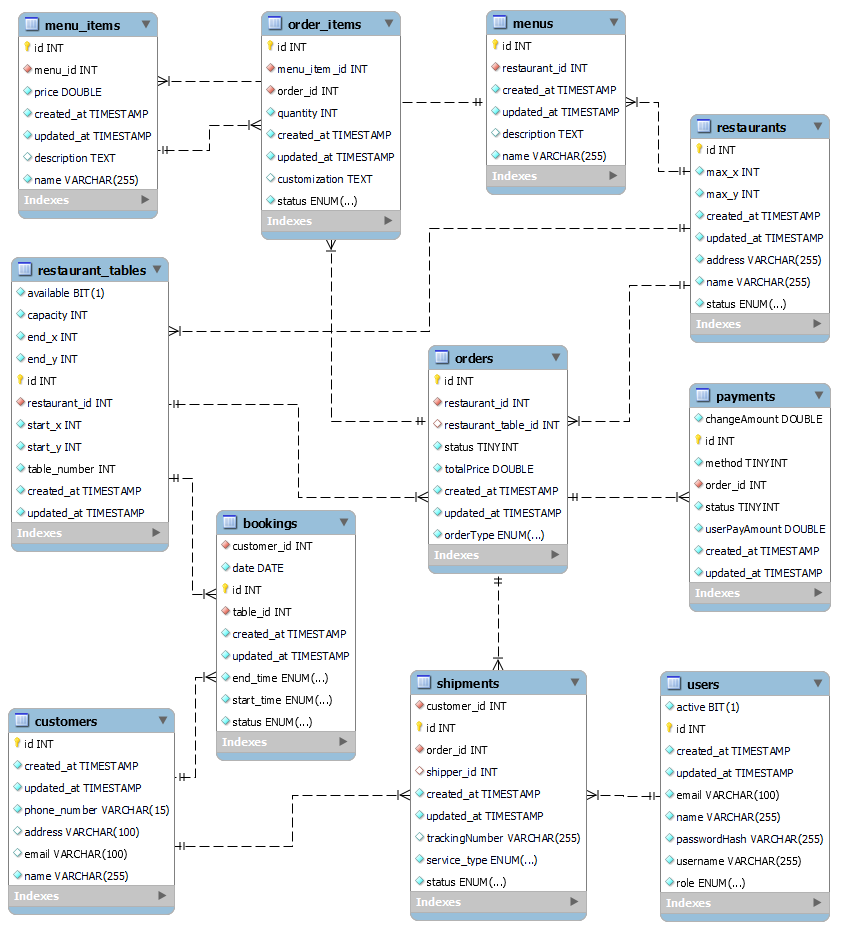 menu_items
id INT
menu_id INT
price DOUBLE
created_at TIMESTAMP
updated_at TIMESTAMP
description TEXT
name VARCHAR(255)
Indexes
order_items
id INT
menu_item_id INT
order_id INT
quantity INT
created_at TIMESTAMP
updated_at TIMESTAMP
customization TEXT
status ENUM(...)
Indexes
menus
id INT
restaurant_id INT
created_at TIMESTAMP
updated_at TIMESTAMP
description TEXT
name VARCHAR(255)
Indexes
restaurants
id INT
max_x INT
max_y INT
created_at TIMESTAMP
updated_at TIMESTAMP
address VARCHAR(255)
name VARCHAR(255)
status ENUM(...)
Indexes
restaurant_tables
available BIT(1)
capacity INT
end_x INT
end_y INT
id INT
restaurant_id INT
start_x INT
start_y INT
table_number INT
created_at TIMESTAMP
updated_at TIMESTAMP
Indexes
orders
id INT
restaurant_id INT
restaurant_table_id INT
status TINYINT
totalPrice DOUBLE
created_at TIMESTAMP
updated_at TIMESTAMP
orderType ENUM(...)
Indexes
payments
changeAmount DOUBLE
id INT
method TINYINT
order_id INT
status TINYINT
userPayAmount DOUBLE
created_at TIMESTAMP
updated_at TIMESTAMP
Indexes
bookings
customer_id INT
date DATE
id INT
table_id INT
created_at TIMESTAMP
updated_at TIMESTAMP
end_time ENUM(...)
start_time ENUM(...)
status ENUM(...)
Indexes
customers
id INT
created_at TIMESTAMP
updated_at TIMESTAMP
phone_number VARCHAR(15)
address VARCHAR(100)
email VARCHAR(100)
name VARCHAR(255)
Indexes
shipments
customer_id INT
id INT
order_id INT
shipper_id INT
created_at TIMESTAMP
updated_at TIMESTAMP
trackingNumber VARCHAR(255)
service_type ENUM(...)
status ENUM(...)
Indexes
users
active BIT(1)
id INT
created_at TIMESTAMP
updated_at TIMESTAMP
email VARCHAR(100)
name VARCHAR(255)
passwordHash VARCHAR(255)
username VARCHAR(255)
role ENUM(...)
Indexes